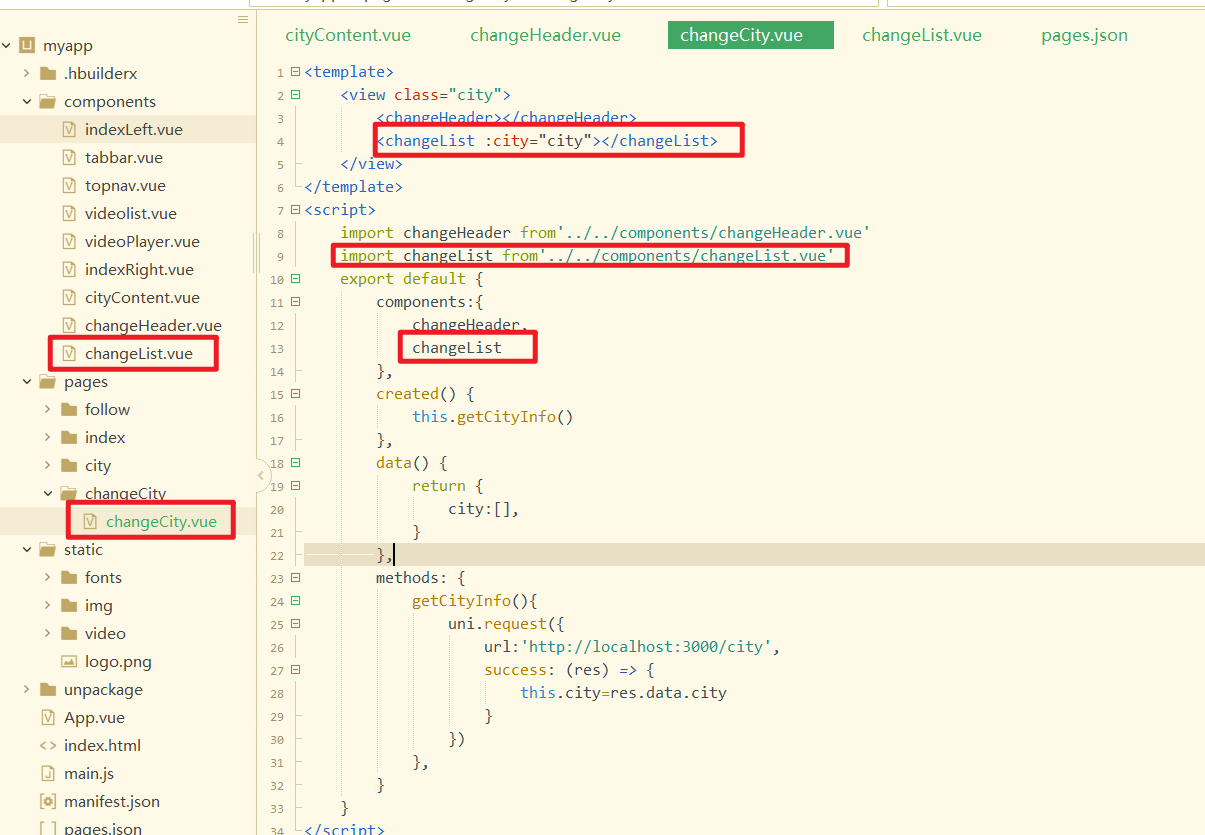 myapp
.hbuilderx
components
indexLeft.vue
tabbar.vue
topnav.vue
videolist.vue
videoPlayer.vue
indexRight.vue
cityContent.vue
changeHeader.vue
changeList.vue
pages
follow
index
city
changeCity
changeCity.vue
static
fonts
img
video
logo.png
unpackage
App.vue
index.html
main.js
manifest.json
pages.json
cityContent.vue changeHeader.vue changeCity.vue changeList.vue pages.json
1 <template>
2 <view class="city">
3 <changeHeader></changeHeader>
4 <changeList :city="city"></changeList>
5 </view>
6 </template>
7 <script>
8 import changeHeader from'../../components/changeHeader.vue'
9 import changeList from'../../components/changeList.vue'
10 export default {
11 components:{
12 changeHeader,
13 changeList
14 },
15 created() {
16 this.getCityInfo()
17 },
18 data() {
19 return {
20 city:[],
21 }
22 },
23 methods: {
24 getCityInfo(){
25 uni.request({
26 url:'http://localhost:3000/city',
27 success: (res) => {
28 this.city=res.data.city
29 }
30 })
31 },
32 }
33 }
34 </script>